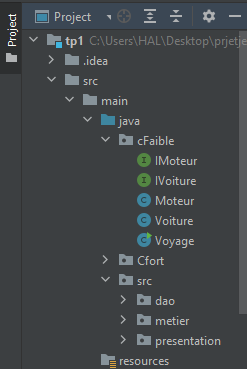 Project
Project
tp1 C:\Users\HAL\Desktop\prjetje
.idea
src
main
java
cFaible
IMoteur
IVoiture
Moteur
Voiture
Voyage
Cfort
src
dao
metier
presentation
resources